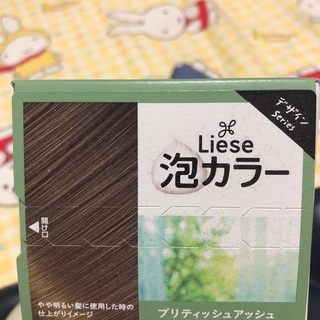 デザイン
Series
Liese
泡カラー
開け口
やや明るい髪に使用した時の
仕上がりイメージ
ブリティッシュアッシュ